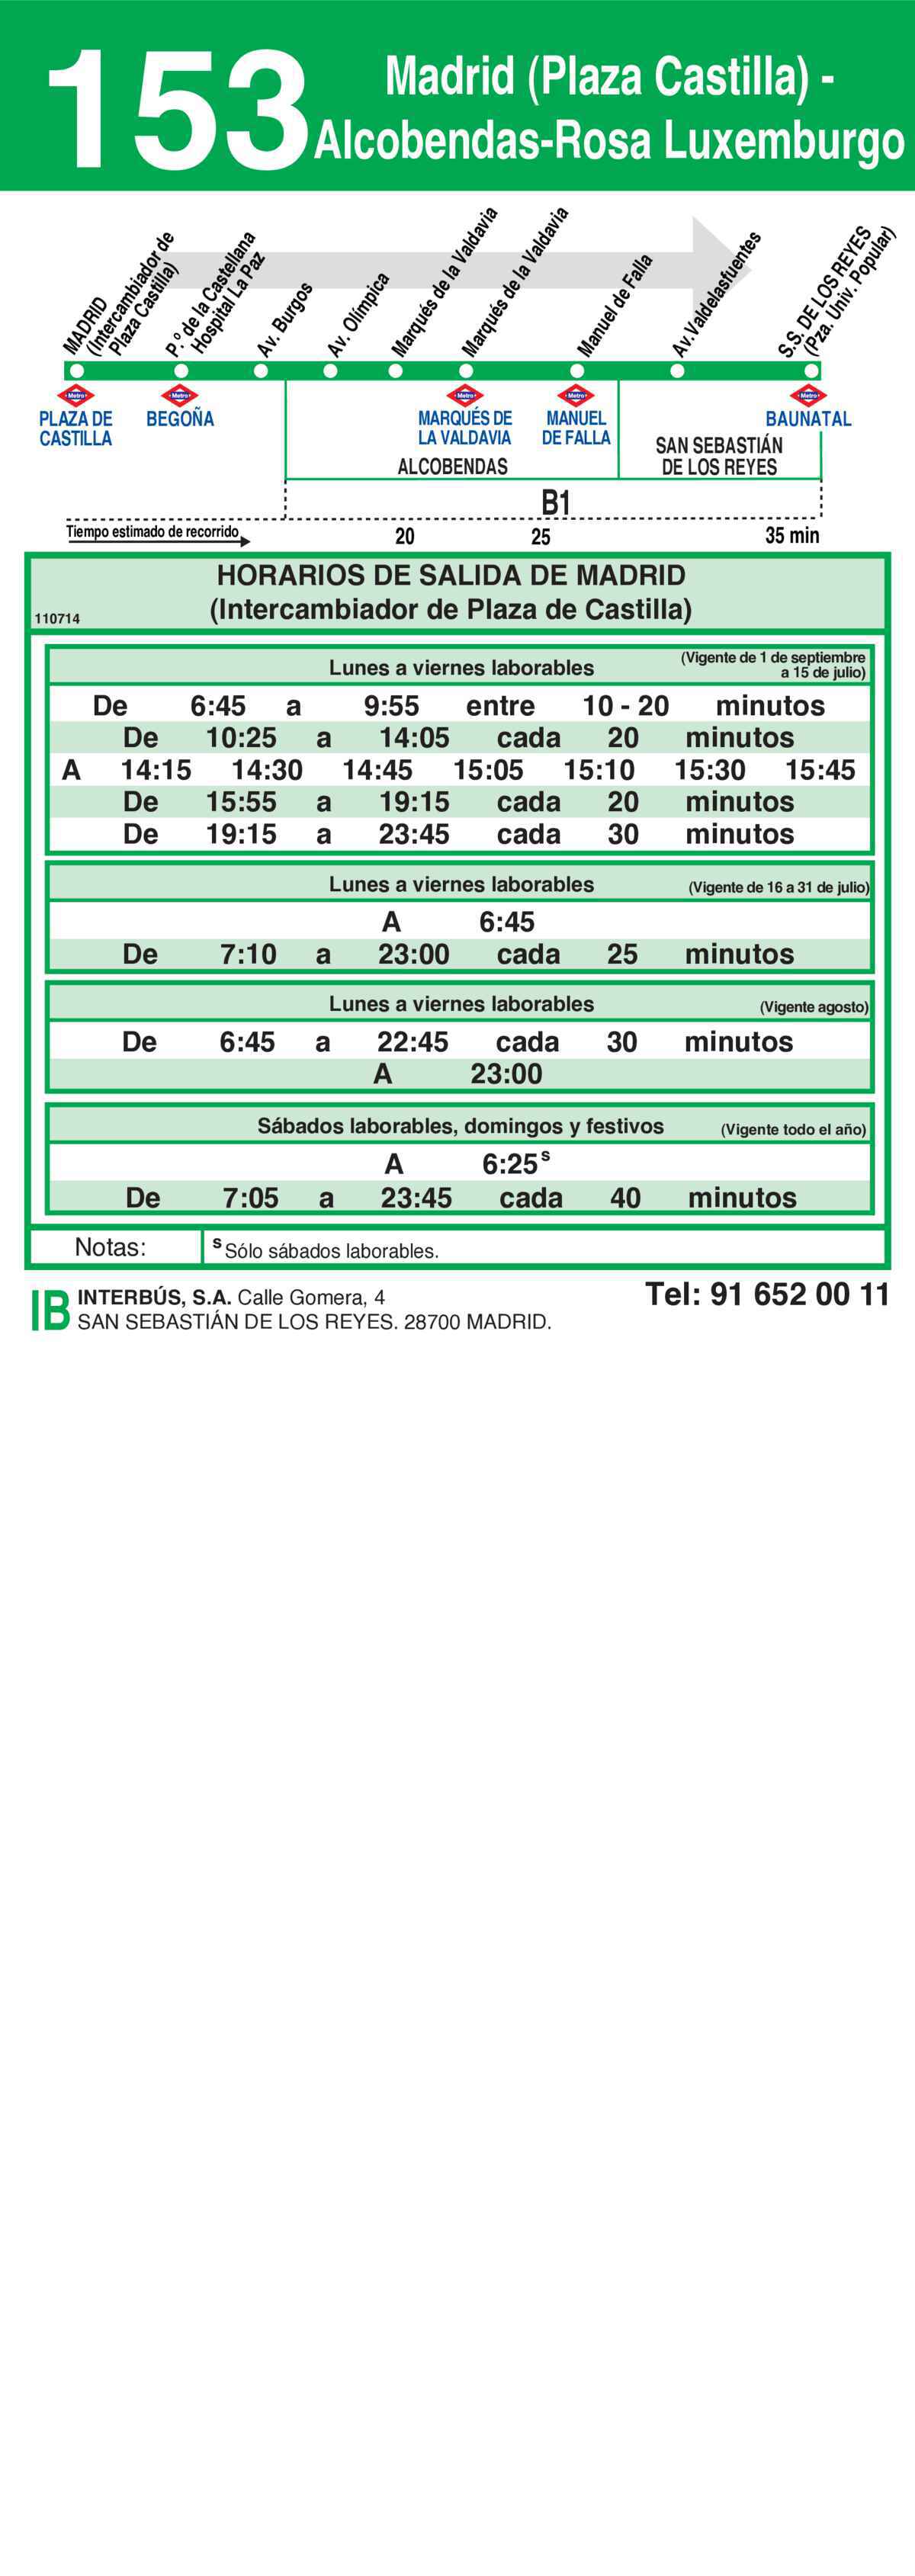 153
Madrid (Plaza Castilla) -
Alcobendas-Rosa Luxemburgo
MADRID
(Intercambiador de
Plaza Castilla)
P.º de la Castellana
Hospital La Paz
Av. Burgos
Av. Olímpica
Marqués de la Valdavia
Marqués de la Valdavia
Manuel de Falla
Av. Valdelasfuentes
S.S. DE LOS REYES
(Pza. Univ. Popular)
Metro
Metro
Metro
Metro
Metro
PLAZA DE
CASTILLA
BEGOÑA
MARQUÉS DE
LA VALDAVIA
MANUEL
DE FALLA
BAUNATAL
ALCOBENDAS
SAN SEBASTIÁN
DE LOS REYES
B1
Tiempo estimado de recorrido 20 25 35 min
HORARIOS DE SALIDA DE MADRID
(Intercambiador de Plaza de Castilla)
110714
Lunes a viernes laborables (Vigente de 1 de septiembre
a 15 de julio)
De 6:45 a 9:55 entre 10 - 20 minutos
De 10:25 a 14:05 cada 20 minutos
A 14:15 14:30 14:45 15:05 15:10 15:30 15:45
De 15:55 a 19:15 cada 20 minutos
De 19:15 a 23:45 cada 30 minutos
Lunes a viernes laborables (Vigente de 16 a 31 de julio)
A 6:45
De 7:10 a 23:00 cada 25 minutos
Lunes a viernes laborables (Vigente agosto)
De 6:45 a 22:45 cada 30 minutos
A 23:00
Sábados laborables, domingos y festivos (Vigente todo el año)
A 6:25 s
De 7:05 a 23:45 cada 40 minutos
Notas: s Sólo sábados laborables.
IB
INTERBÚS, S.A. Calle Gomera, 4
SAN SEBASTIÁN DE LOS REYES. 28700 MADRID.
Tel: 91 652 00 11